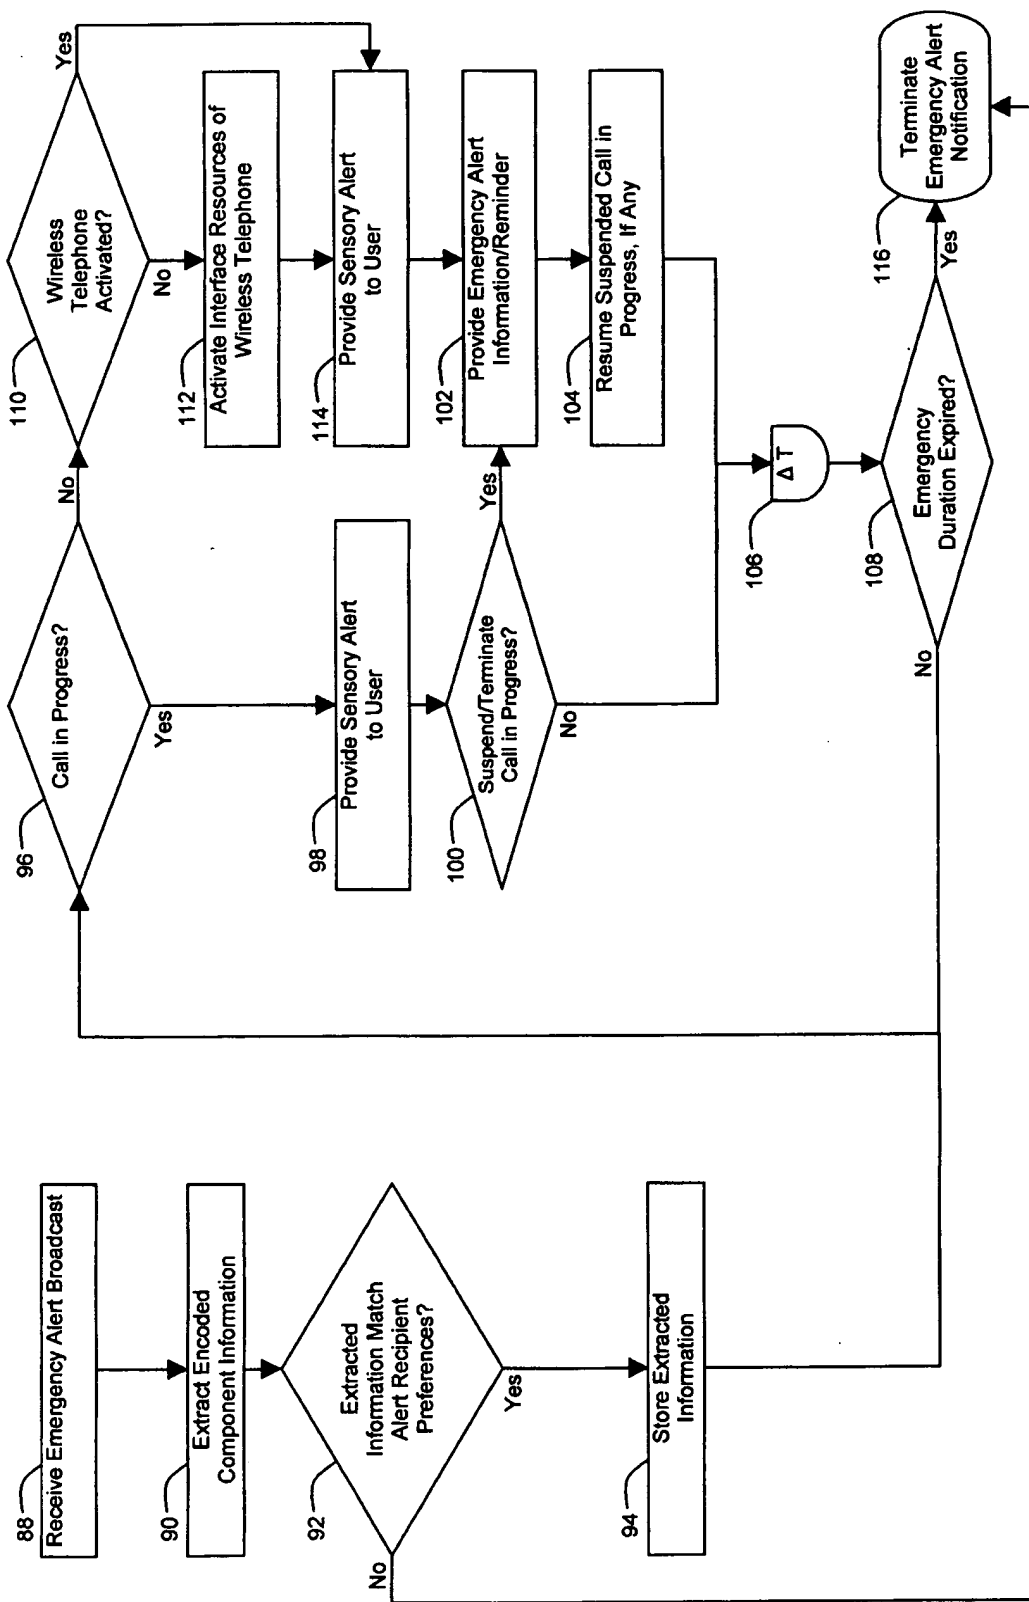 88
Receive Emergency Alert Broadcast
90
Extract Encoded
Component Information
92
Extracted
Information Match
Alert Recipient
Preferences?
No
Yes
94
Store Extracted
Information
96
Call in Progress?
No
Yes
98
Provide Sensory Alert
to User
100
Suspend/Terminate
Call in Progress?
Yes
No
110
Wireless
Telephone
Activated?
Yes
No
112
Activate Interface Resources of
Wireless Telephone
114
Provide Sensory Alert
to User
102
Provide Emergency Alert
Information/Reminder
104
Resume Suspended Call in
Progress, If Any
106
Δ T
108
Emergency
Duration Expired?
No
Yes
116
Terminate
Emergency Alert
Notification